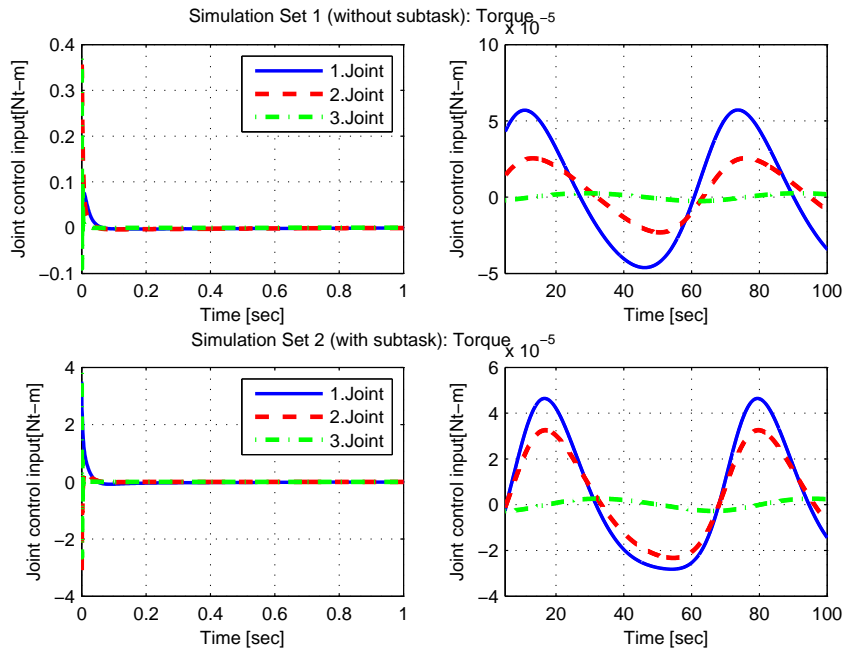 Simulation Set 1 (without subtask): Torque
Joint control input[Nt−m]
0.4
0.3
0.2
0.1
0
−0.1
0 0.2 0.4 0.6 0.8 1
Time [sec]
1.Joint
2.Joint
3.Joint
x 10−5
Joint control input[Nt−m]
10
5
0
−5
20 40 60 80 100
Time [sec]
Simulation Set 2 (with subtask): Torque
Joint control input[Nt−m]
4
2
0
−2
−4
0 0.2 0.4 0.6 0.8 1
Time [sec]
1.Joint
2.Joint
3.Joint
x 10−5
Joint control input[Nt−m]
6
4
2
0
−2
−4
20 40 60 80 100
Time [sec]